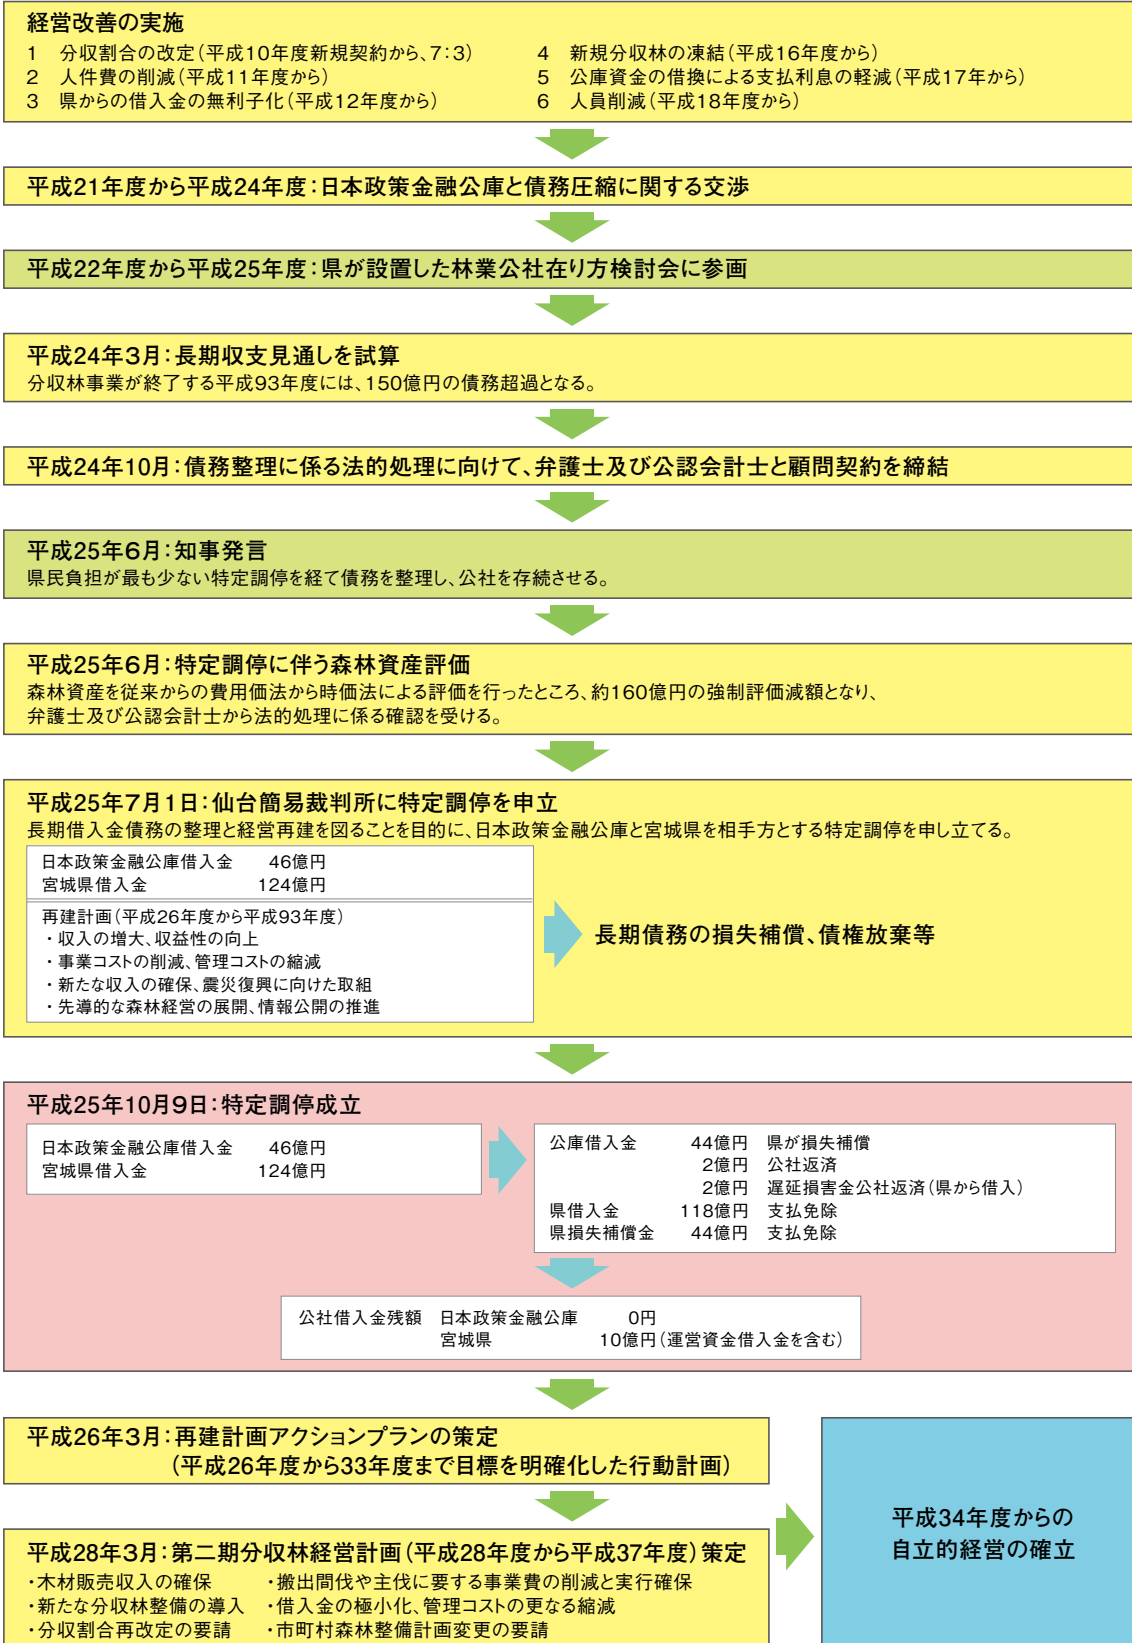 経営改善の実施
1 分収割合の改定(平成10年度新規契約から、7:3)
2 人件費の削減(平成11年度から)
3 県からの借入金の無利子化(平成12年度から)
4 新規分収林の凍結(平成16年度から)
5 公庫資金の借換による支払利息の軽減(平成17年から)
6 人員削減(平成18年度から)
平成21年度から平成24年度:日本政策金融公庫と債務圧縮に関する交渉
平成22年度から平成25年度:県が設置した林業公社在り方検討会に参画
平成24年3月:長期収支見通しを試算
分収林事業が終了する平成93年度には、150億円の債務超過となる。
平成24年10月:債務整理に係る法的処理に向けて、弁護士及び公認会計士と顧問契約を締結
平成25年6月:知事発言
県民負担が最も少ない特定調停を経て債務を整理し、公社を存続させる。
平成25年6月:特定調停に伴う森林資産評価
森林資産を従来からの費用価法から時価法による評価を行ったところ、約160億円の強制評価減額となり、
弁護士及び公認会計士から法的処理に係る確認を受ける。
平成25年7月1日:仙台簡易裁判所に特定調停を申立
長期借入金債務の整理と経営再建を図ることを目的に、日本政策金融公庫と宮城県を相手方とする特定調停を申し立てる。
日本政策金融公庫借入金 46億円
宮城県借入金 124億円
再建計画(平成26年度から平成93年度)
・収入の増大、収益性の向上
・事業コストの削減、管理コストの縮減
・新たな収入の確保、震災復興に向けた取組
・先導的な森林経営の展開、情報公開の推進
長期債務の損失補償、債権放棄等
平成25年10月9日:特定調停成立
日本政策金融公庫借入金 46億円
宮城県借入金 124億円
公庫借入金 44億円 県が損失補償
2億円 公社返済
2億円 遅延損害金公社返済(県から借入)
県借入金 118億円 支払免除
県損失補償金 44億円 支払免除
公社借入金残額 日本政策金融公庫 0円
宮城県 10億円(運営資金借入金を含む)
平成26年3月:再建計画アクションプランの策定
(平成26年度から33年度まで目標を明確化した行動計画)
平成28年3月:第二期分収林経営計画(平成28年度から平成37年度)策定
・木材販売収入の確保 ・搬出間伐や主伐に要する事業費の削減と実行確保
・新たな分収林整備の導入 ・借入金の極小化、管理コストの更なる縮減
・分収割合再改定の要請 ・市町村森林整備計画変更の要請
平成34年度からの
自立的経営の確立